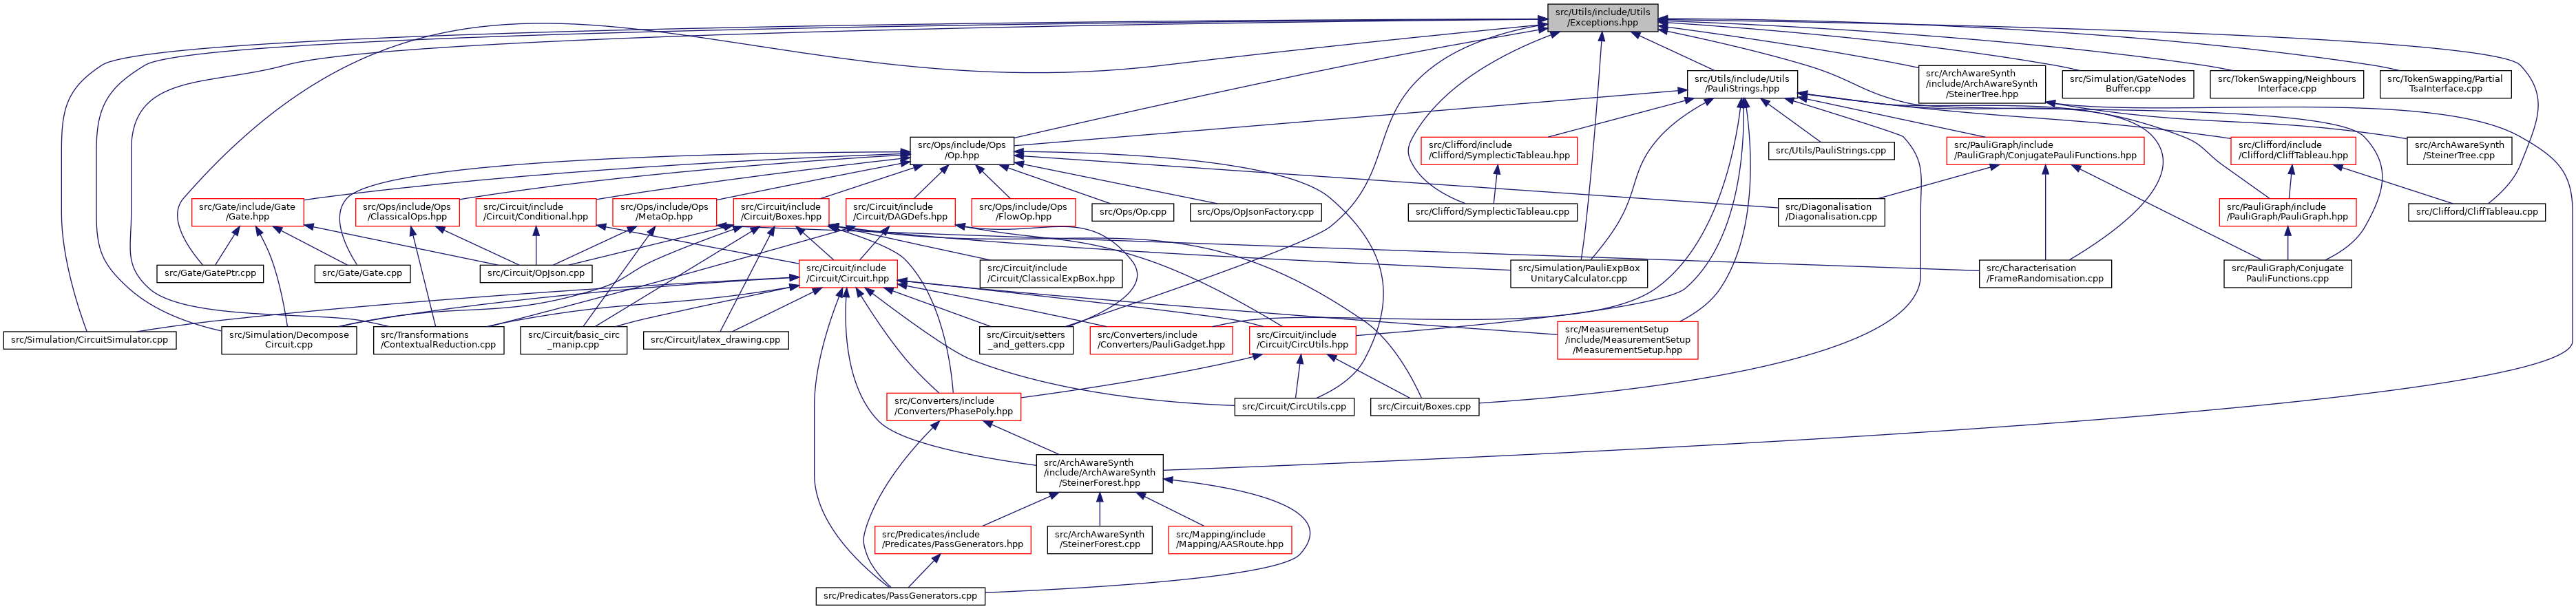 src/Utils/include/Utils
/Exceptions.hpp
src/Utils/include/Utils
/PauliStrings.hpp
src/ArchAwareSynth
/include/ArchAwareSynth
/SteinerTree.hpp
src/Simulation/GateNodes
Buffer.cpp
src/TokenSwapping/Neighbours
Interface.cpp
src/TokenSwapping/Partial
TsaInterface.cpp
src/Ops/include/Ops
/Op.hpp
src/Clifford/include
/Clifford/SymplecticTableau.hpp
src/Utils/PauliStrings.cpp
src/PauliGraph/include
/PauliGraph/ConjugatePauliFunctions.hpp
src/Clifford/include
/Clifford/CliffTableau.hpp
src/ArchAwareSynth
/SteinerTree.cpp
src/Gate/include/Gate
/Gate.hpp
src/Ops/include/Ops
/ClassicalOps.hpp
src/Circuit/include
/Circuit/Conditional.hpp
src/Ops/include/Ops
/MetaOp.hpp
src/Circuit/include
/Circuit/Boxes.hpp
src/Circuit/include
/Circuit/DAGDefs.hpp
src/Ops/include/Ops
/FlowOp.hpp
src/Ops/Op.cpp
src/Ops/OpJsonFactory.cpp
src/Clifford/SymplecticTableau.cpp
src/Diagonalisation
/Diagonalisation.cpp
src/PauliGraph/include
/PauliGraph/PauliGraph.hpp
src/Clifford/CliffTableau.cpp
src/Gate/GatePtr.cpp
src/Gate/Gate.cpp
src/Circuit/OpJson.cpp
src/Circuit/include
/Circuit/Circuit.hpp
src/Circuit/include
/Circuit/ClassicalExpBox.hpp
src/Simulation/PauliExpBox
UnitaryCalculator.cpp
src/Characterisation
/FrameRandomisation.cpp
src/PauliGraph/Conjugate
PauliFunctions.cpp
src/Simulation/CircuitSimulator.cpp
src/Simulation/Decompose
Circuit.cpp
src/Transformations
/ContextualReduction.cpp
src/Circuit/basic_circ
_manip.cpp
src/Circuit/latex_drawing.cpp
src/Circuit/setters
_and_getters.cpp
src/Converters/include
/Converters/PauliGadget.hpp
src/Circuit/include
/Circuit/CircUtils.hpp
src/MeasurementSetup
/include/MeasurementSetup
/MeasurementSetup.hpp
src/Converters/include
/Converters/PhasePoly.hpp
src/Circuit/CircUtils.cpp
src/Circuit/Boxes.cpp
src/ArchAwareSynth
/include/ArchAwareSynth
/SteinerForest.hpp
src/Predicates/include
/Predicates/PassGenerators.hpp
src/ArchAwareSynth
/SteinerForest.cpp
src/Mapping/include
/Mapping/AASRoute.hpp
src/Predicates/PassGenerators.cpp